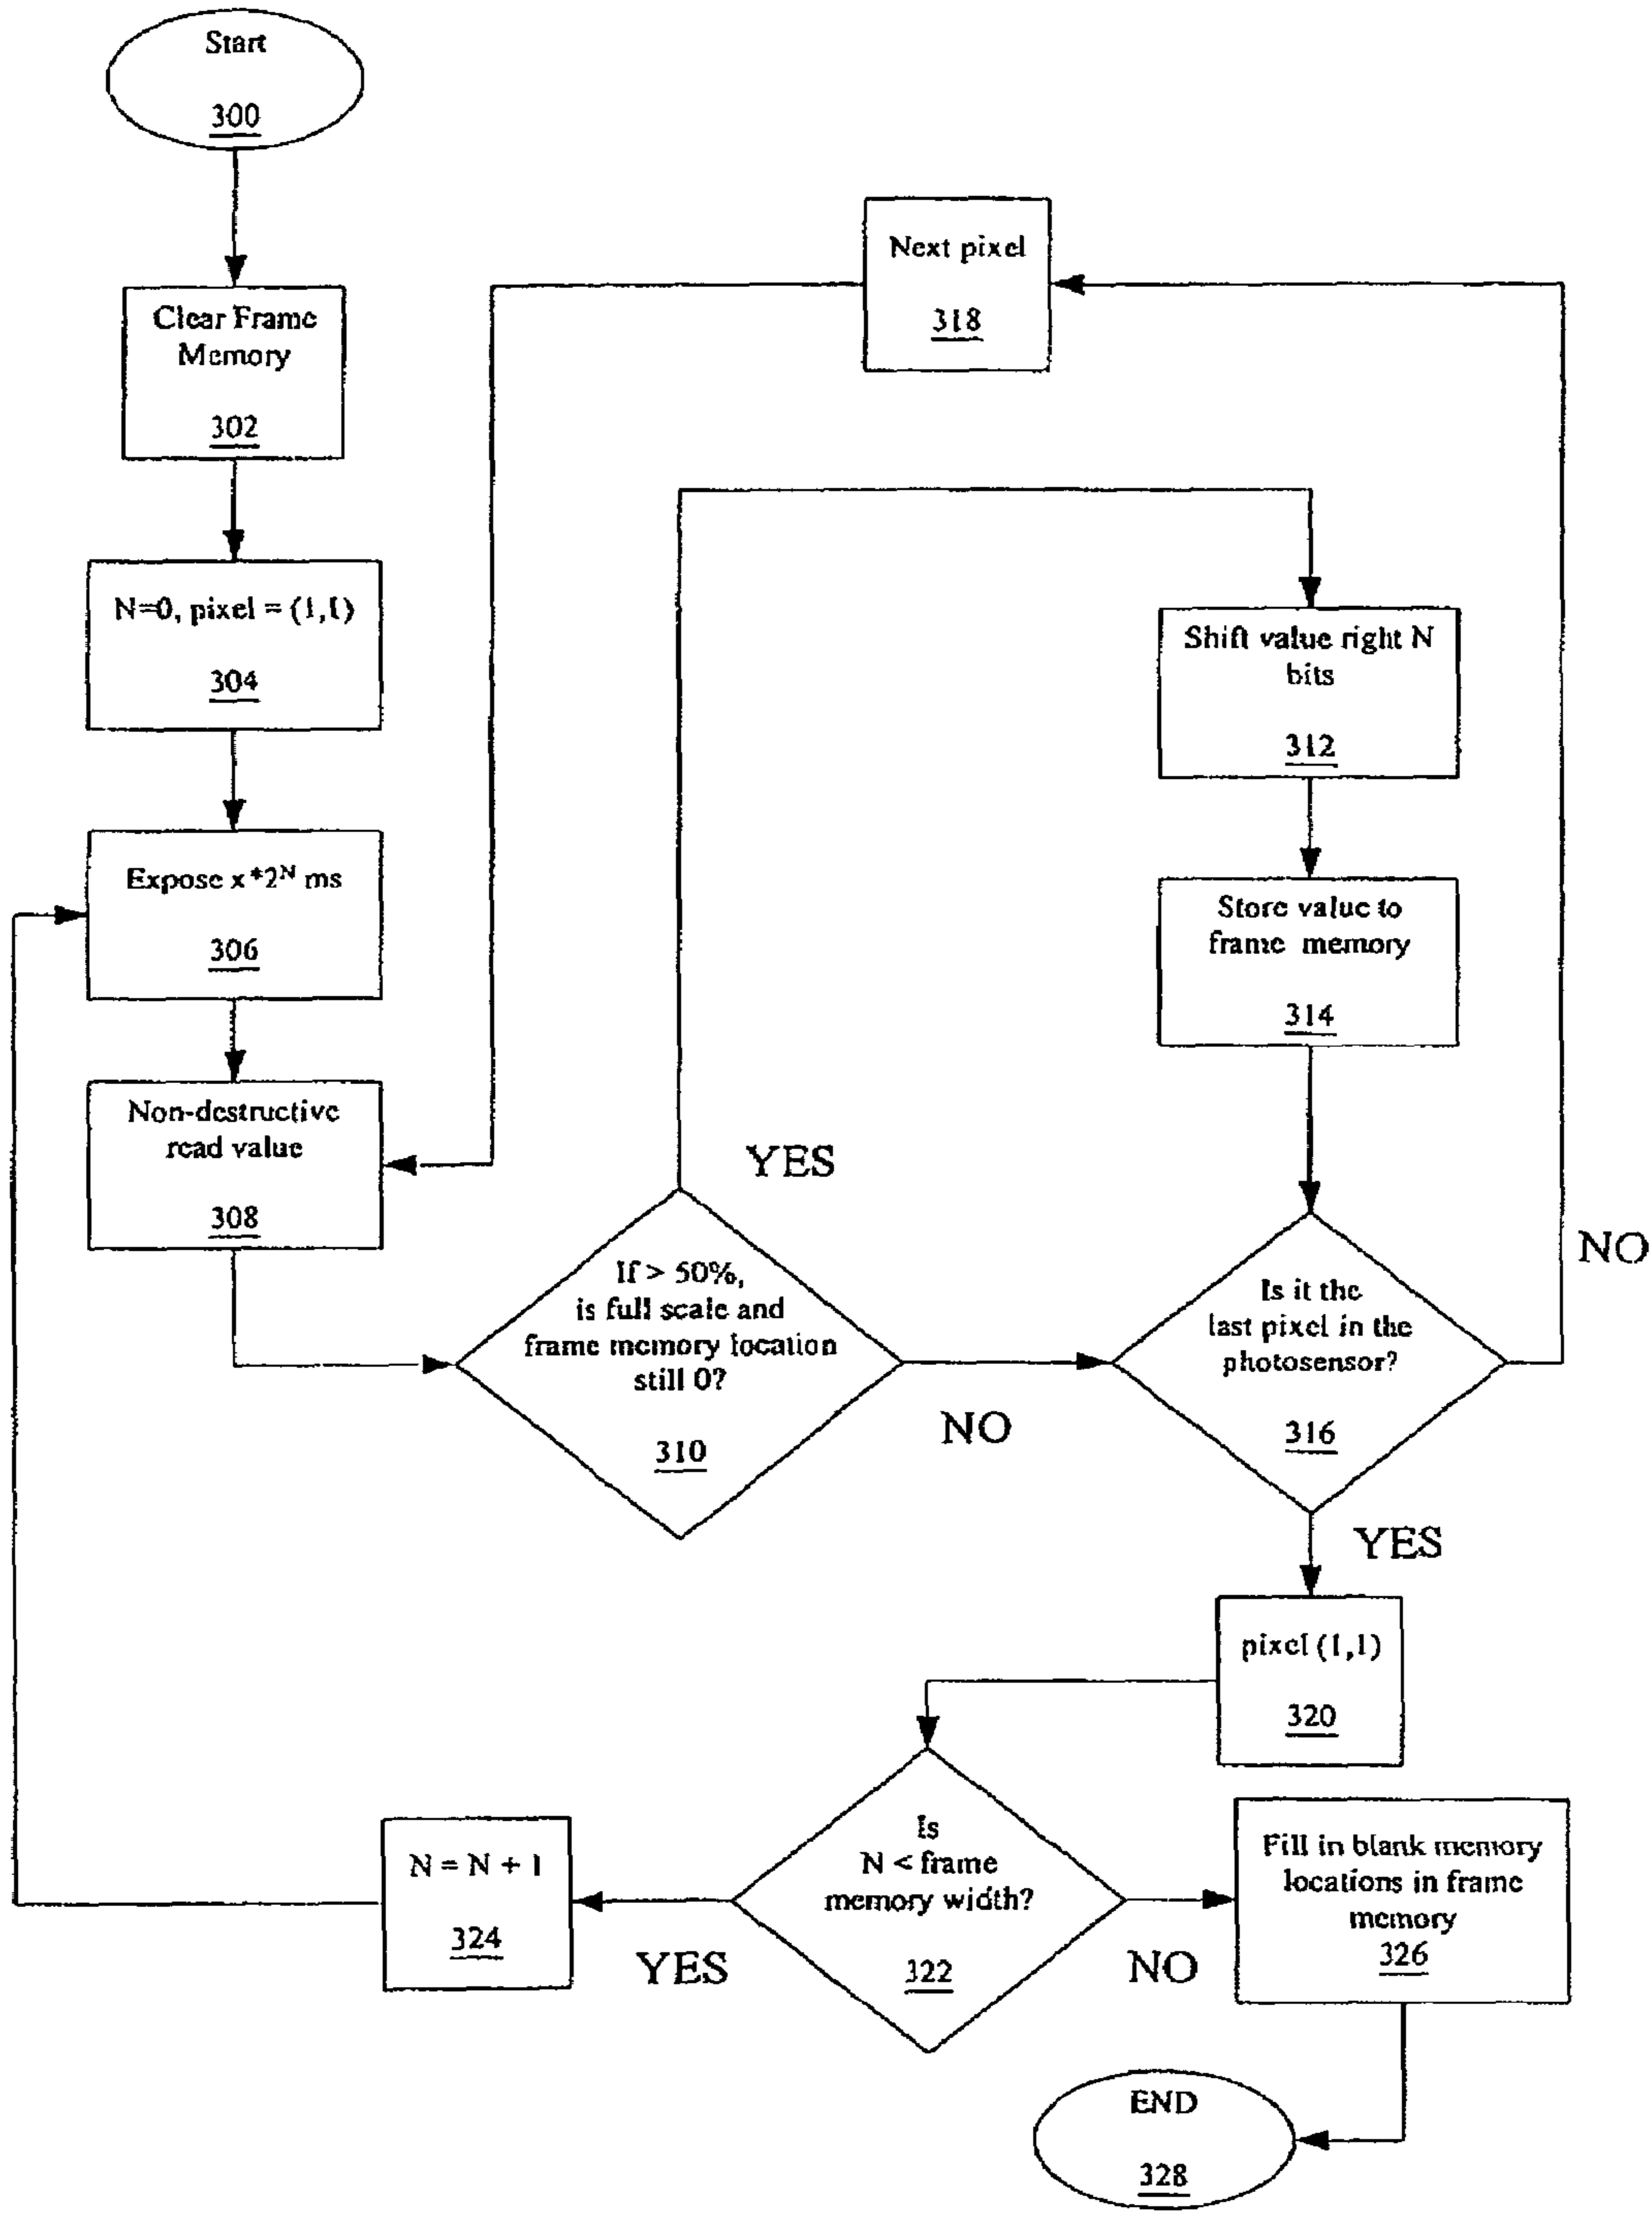 Start
300
Clear Frame
Memory
302
N=0, pixel = (1,1)
304
Expose x*2ᴺ ms
306
Non-destructive
read value
308
Next pixel
318
Shift value right N
bits
312
Store value to
frame memory
314
YES
If > 50%,
is full scale and
frame memory location
still 0?
310
NO
Is it the
last pixel in the
photosensor?
316
NO
YES
pixel (1,1)
320
Is
N < frame
memory width?
322
YES
N = N + 1
324
NO
Fill in blank memory
locations in frame
memory
326
END
328